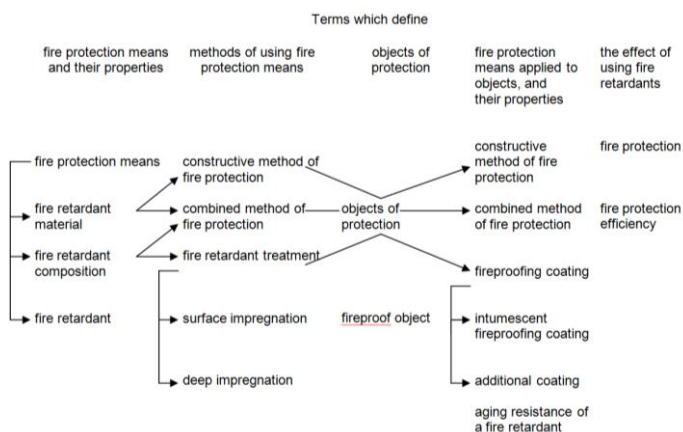 Terms which define
fire protection means
and their properties
methods of using fire
protection means
objects of
protection
fire protection
means applied to
objects, and
their properties
the effect of
using fire
retardants
fire protection means
constructive method of
fire protection
constructive
method of fire
protection
fire protection
fire retardant
material
combined method of
fire protection
objects of
protection
combined method
of fire protection
fire protection
efficiency
fire retardant
composition
fire retardant treatment
fireproofing coating
fire retardant
surface impregnation
fireproof object
intumescent
fireproofing coating
deep impregnation
additional coating
aging resistance of
a fire retardant